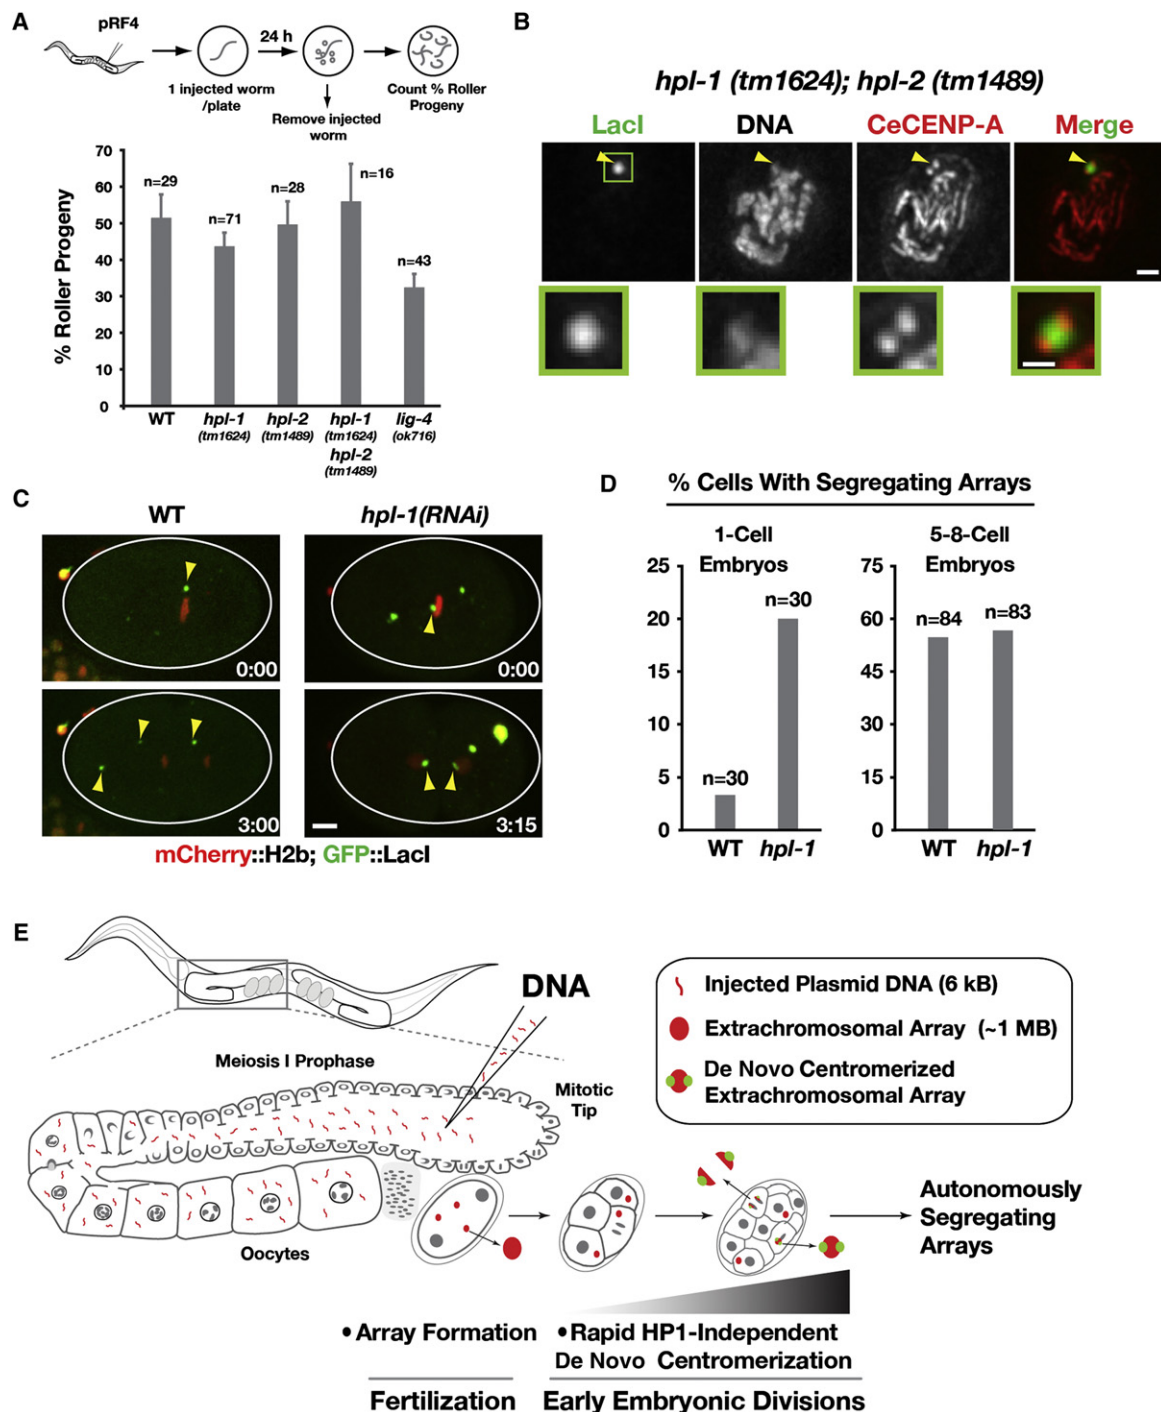 A
pRF4
24 h
1 injected worm
/plate
Remove injected
worm
Count % Roller
Progeny
% Roller Progeny
70
60
50
40
30
20
10
0
n=29
n=71
n=28
n=16
n=43
WT
hpl-1
(tm1624)
hpl-2
(tm1489)
hpl-1
(tm1624)
hpl-2
(tm1489)
lig-4
(ok716)
B
hpl-1 (tm1624); hpl-2 (tm1489)
LacI
DNA
CeCENP-A
Merge
C
WT
hpl-1(RNAi)
0:00
0:00
3:00
3:15
mCherry::H2b; GFP::LacI
D
% Cells With Segregating Arrays
1-Cell
Embryos
25
20
15
10
5
0
n=30
n=30
WT
hpl-1
5-8-Cell
Embryos
75
60
45
30
15
0
n=84
n=83
WT
hpl-1
E
DNA
Meiosis I Prophase
Mitotic
Tip
Oocytes
Injected Plasmid DNA (6 kB)
Extrachromosomal Array (~1 MB)
De Novo Centromerized
Extrachromosomal Array
Autonomously
Segregating
Arrays
• Array Formation
• Rapid HP1-Independent
De Novo Centromerization
Fertilization
Early Embryonic Divisions